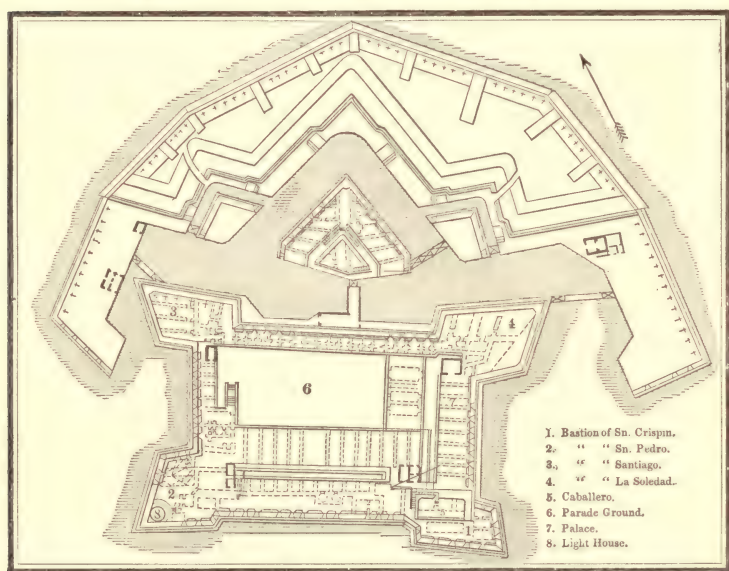 3
4
6
7
5
2
8
1
1. Bastion of Sn. Crispin.
2. “ “ Sn. Pedro.
3. “ “ Santiago.
4. “ “ La Soledad.
5. Caballero.
6. Parade Ground.
7. Palace.
8. Light House.